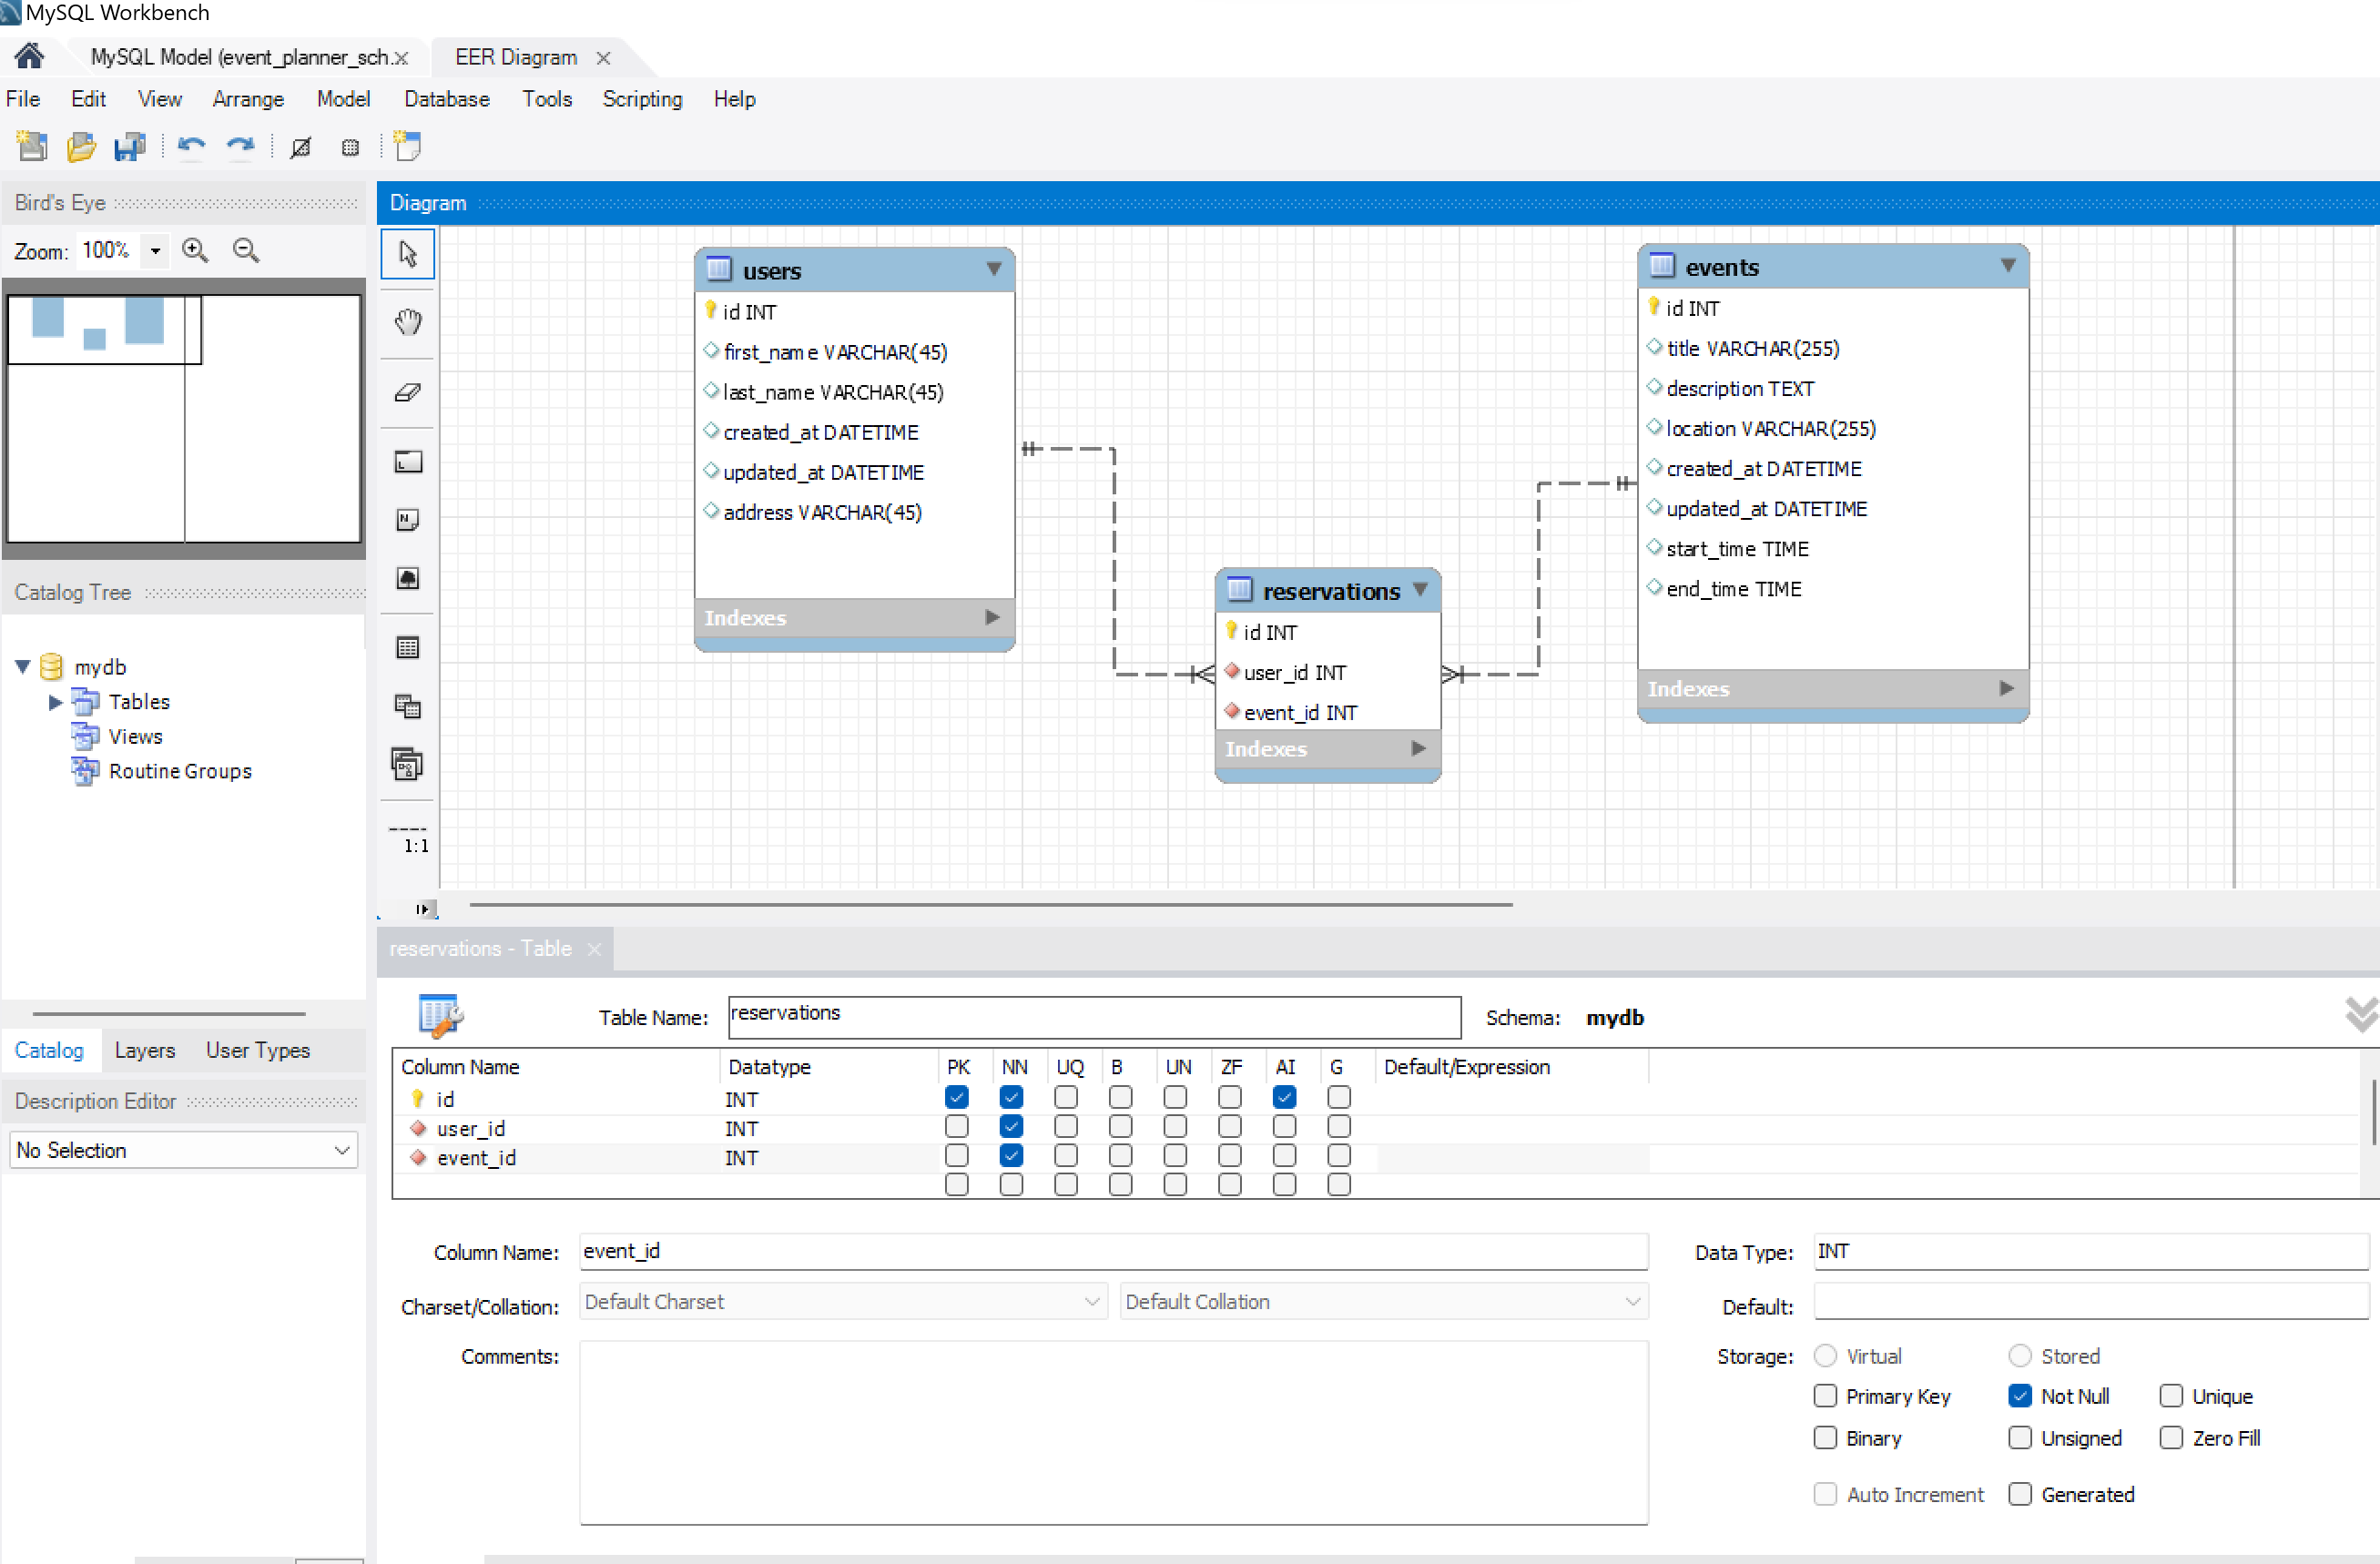 MySQL Workbench
MySQL Model (event_planner_sch.× EER Diagram ×
File Edit View Arrange Model Database Tools Scripting Help
Bird's Eye
Zoom: 100%
Catalog Tree
mydb
Tables
Views
Routine Groups
Catalog Layers User Types
Description Editor
No Selection
Diagram
1:1
users
id INT
first_name VARCHAR(45)
last_name VARCHAR(45)
created_at DATETIME
updated_at DATETIME
address VARCHAR(45)
Indexes
reservations
id INT
user_id INT
event_id INT
Indexes
events
id INT
title VARCHAR(255)
description TEXT
location VARCHAR(255)
created_at DATETIME
updated_at DATETIME
start_time TIME
end_time TIME
Indexes
reservations - Table ×
Table Name: reservations Schema: mydb
Column Name Datatype PK NN UQ B UN ZF AI G Default/Expression
id INT
user_id INT
event_id INT
Column Name: event_id Data Type: INT
Charset/Collation: Default Charset Default Collation Default:
Comments: Storage: Virtual Stored
Primary Key Not Null Unique
Binary Unsigned Zero Fill
Auto Increment Generated